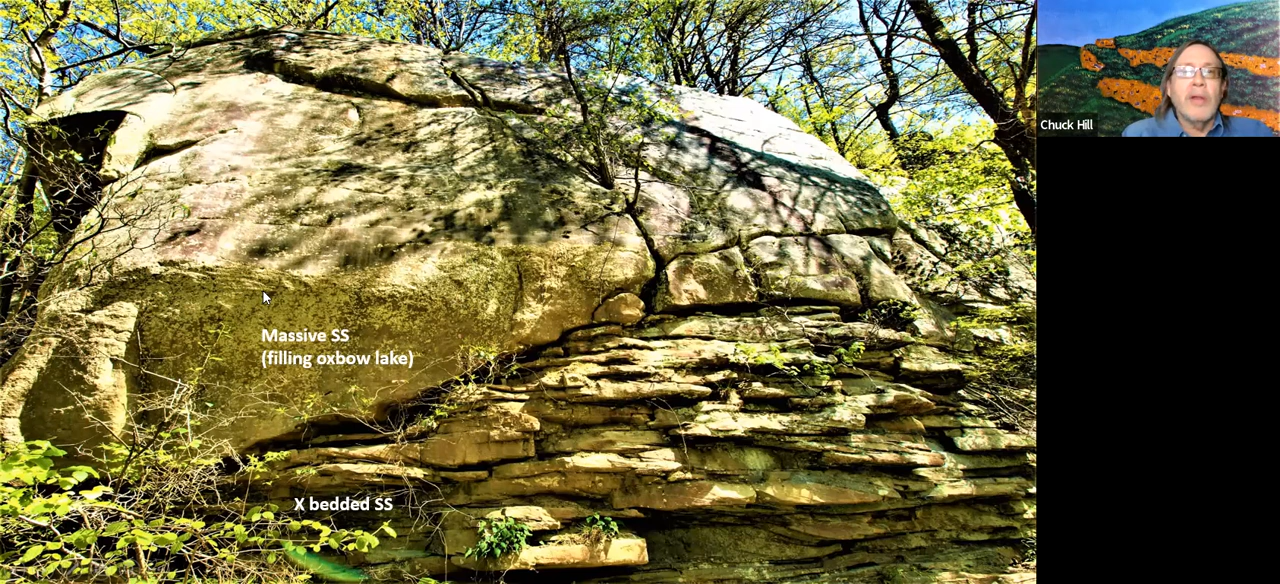 Chuck Hill
Massive SS
(filling oxbow lake)
X bedded SS